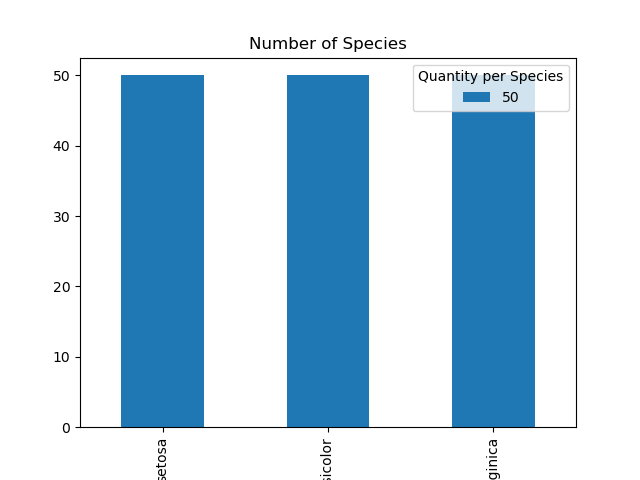 Number of Species
Quantity per Species
50
50
40
30
20
10
0
setosa
sicolor
ginica